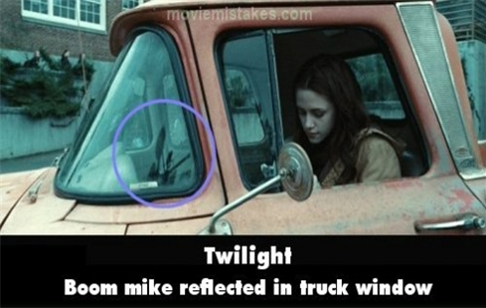 moviemistakes.com
Twilight
Boom mike reflected in truck window